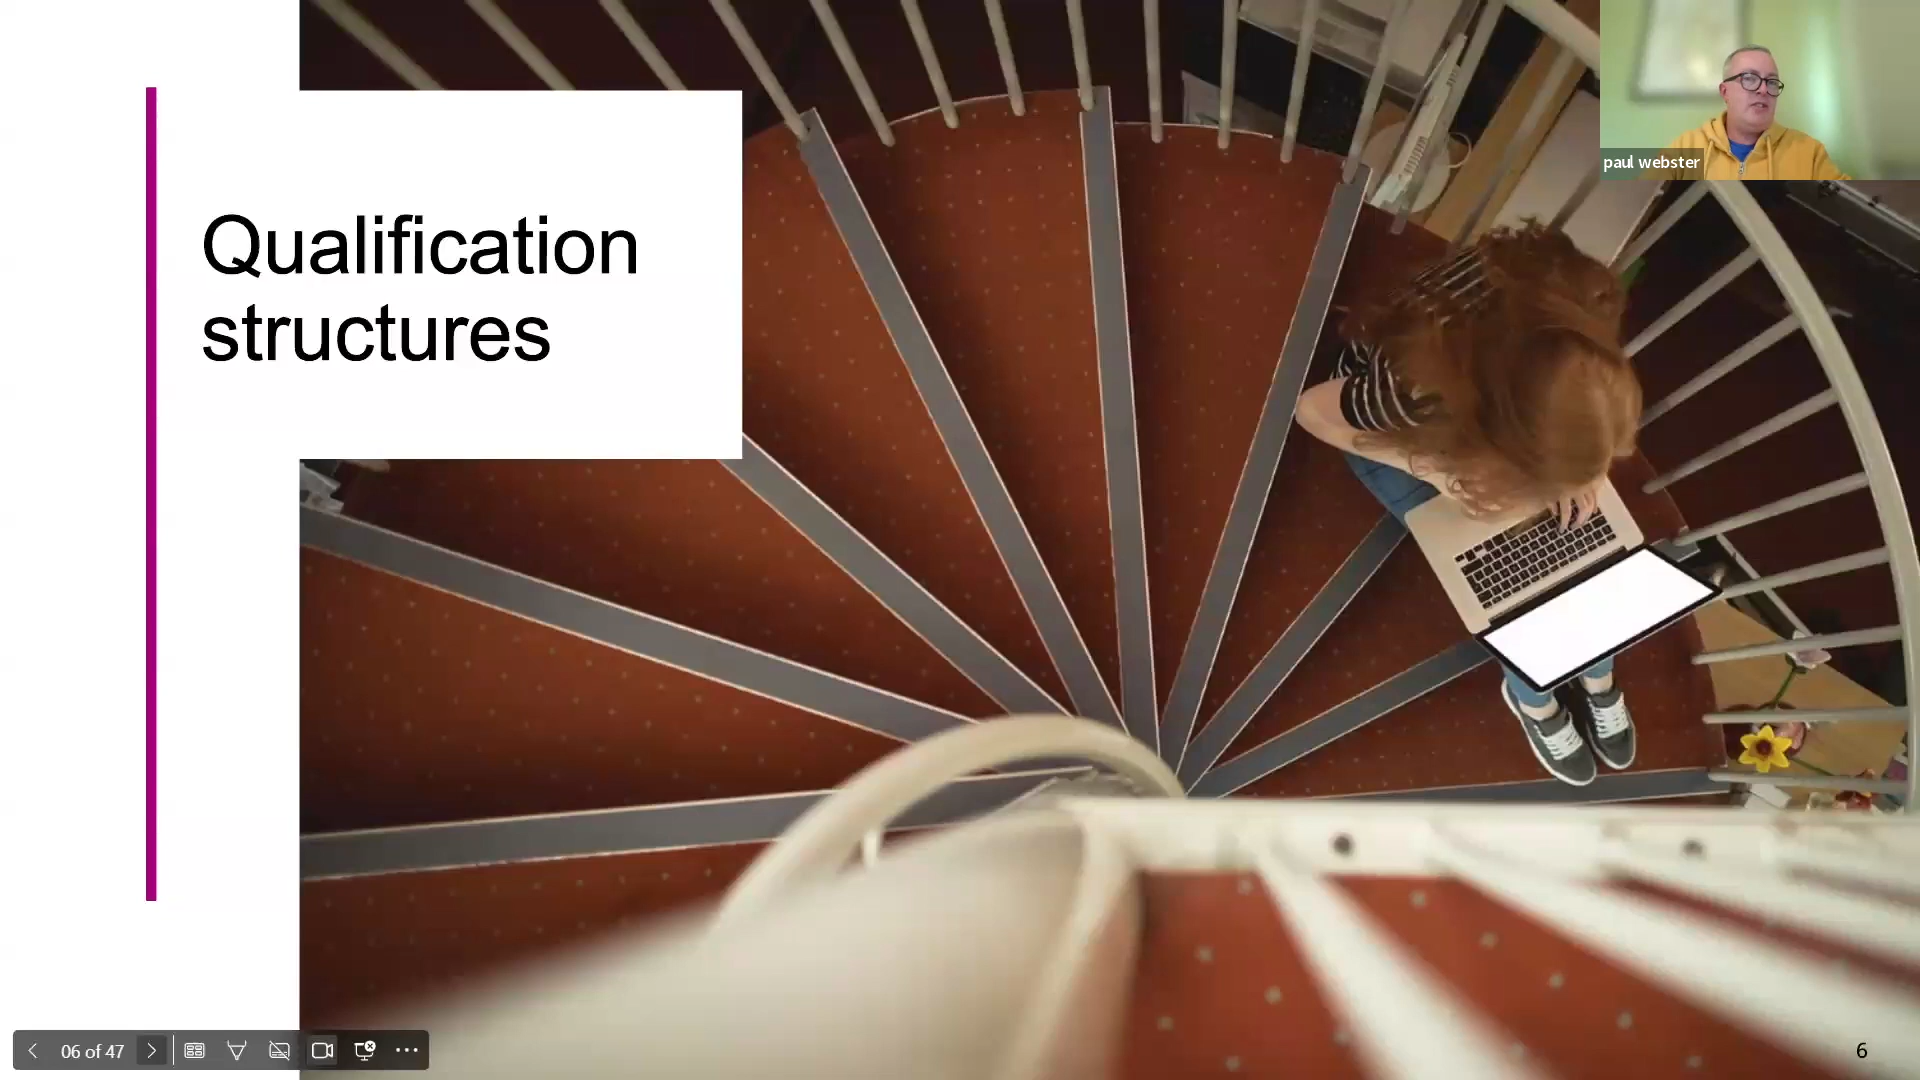 Qualification
structures
paul webster
06 of 47
6